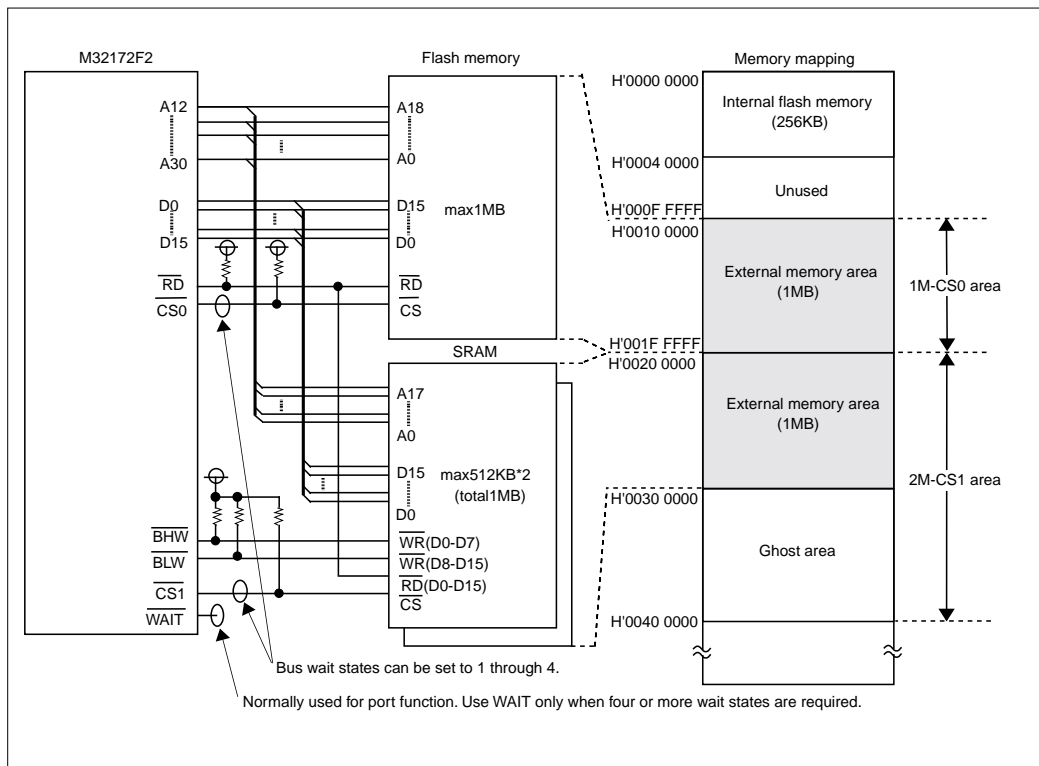 M32172F2
A12
A30
D0
D15
RD
CS0
BHW
BLW
CS1
WAIT
Flash memory
A18
A0
max1MB
D15
D0
RD
CS
SRAM
A17
A0
D15
max512KB*2
(total1MB)
D0
WR(D0-D7)
WR(D8-D15)
RD(D0-D15)
CS
Memory mapping
H'0000 0000
Internal flash memory
(256KB)
H'0004 0000
Unused
H'000F FFFF
H'0010 0000
External memory area
(1MB)
1M-CS0 area
H'001F FFFF
H'0020 0000
External memory area
(1MB)
2M-CS1 area
H'0030 0000
Ghost area
H'0040 0000
Bus wait states can be set to 1 through 4.
Normally used for port function. Use WAIT only when four or more wait states are required.